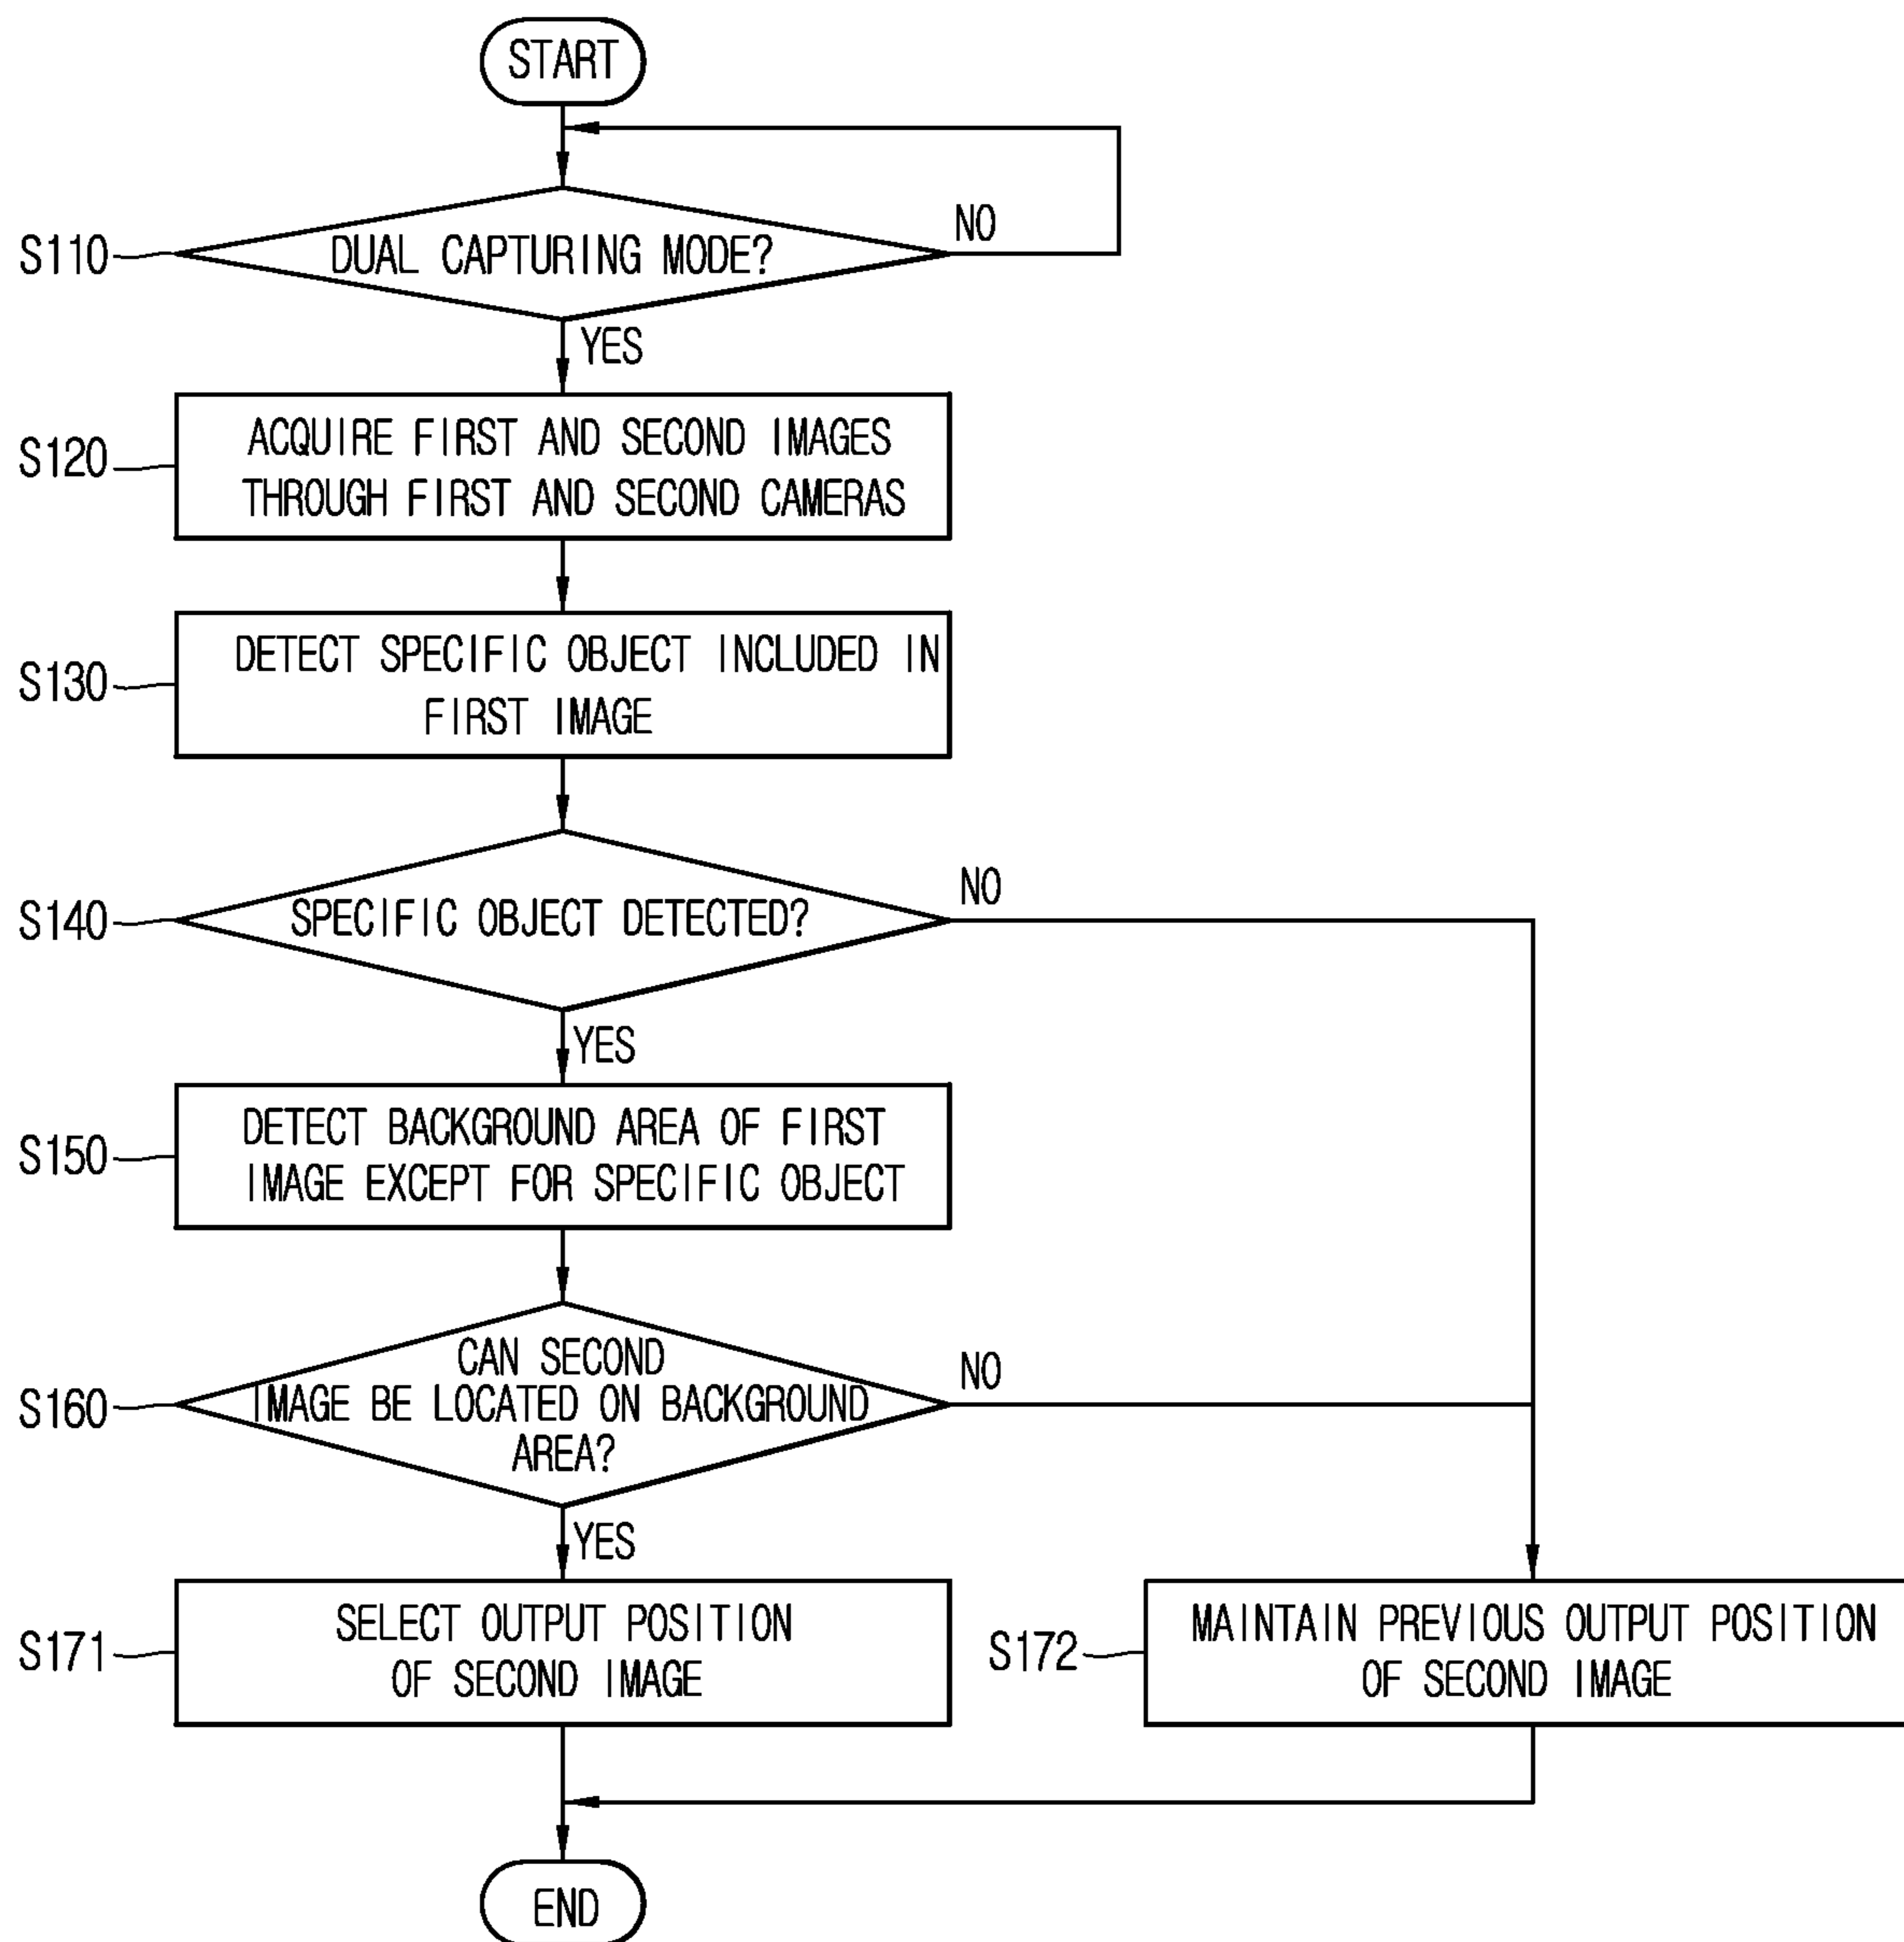 START
S110
DUAL CAPTURING MODE?
NO
YES
S120
ACQUIRE FIRST AND SECOND IMAGES
THROUGH FIRST AND SECOND CAMERAS
S130
DETECT SPECIFIC OBJECT INCLUDED IN
FIRST IMAGE
S140
SPECIFIC OBJECT DETECTED?
NO
YES
S150
DETECT BACKGROUND AREA OF FIRST
IMAGE EXCEPT FOR SPECIFIC OBJECT
S160
CAN SECOND
IMAGE BE LOCATED ON BACKGROUND
AREA?
NO
YES
S171
SELECT OUTPUT POSITION
OF SECOND IMAGE
S172
MAINTAIN PREVIOUS OUTPUT POSITION
OF SECOND IMAGE
END